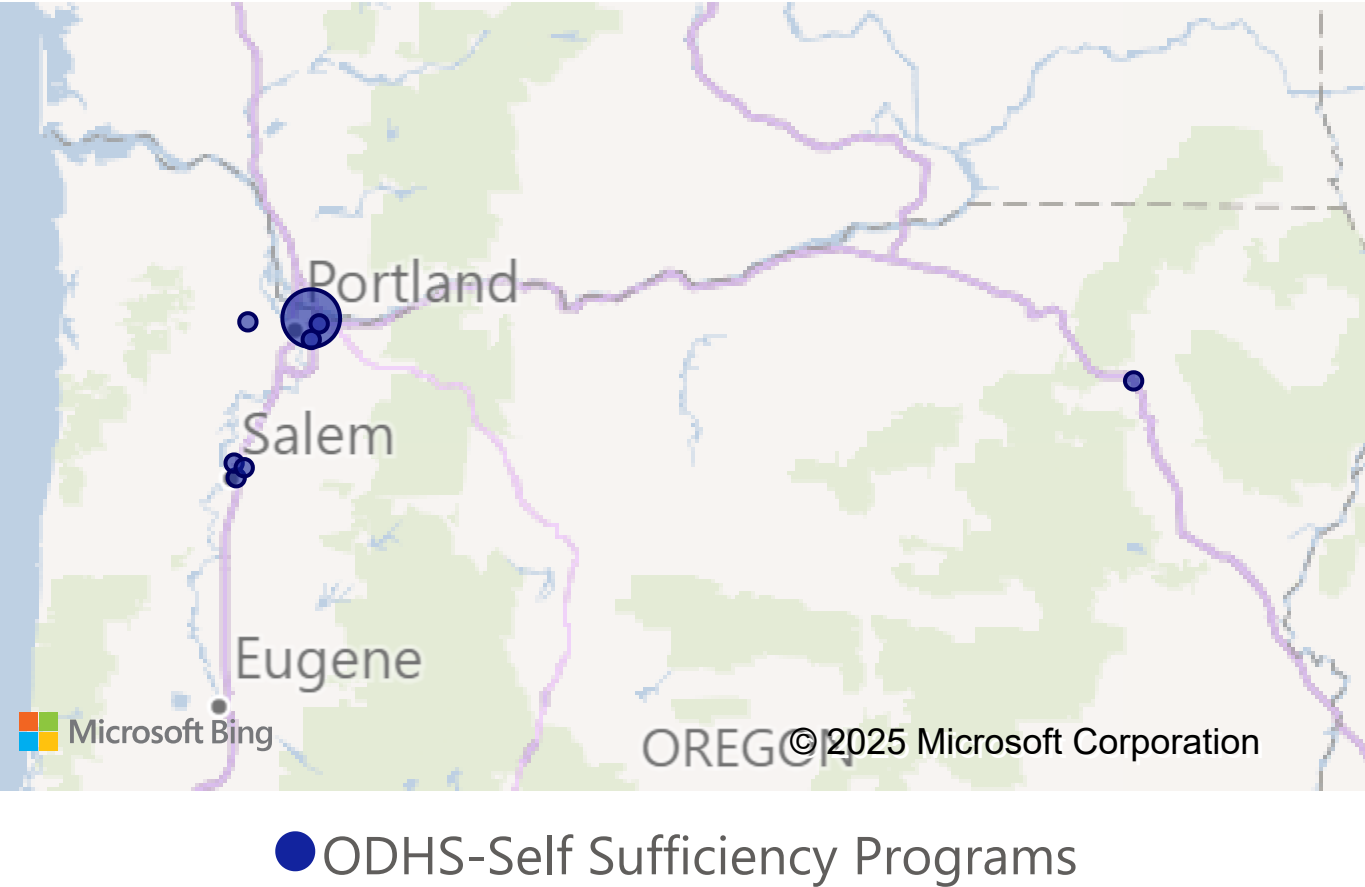 Portland
Salem
Eugene
Microsoft Bing
OREGON
© 2025 Microsoft Corporation
ODHS-Self Sufficiency Programs